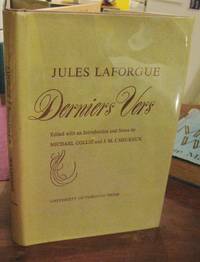 JULES LAFORGUE
Derniers Vers
Edited with an Introduction and Notes by
MICHAEL COLLIE and J. M. L'HEUREUX
UNIVERSITY OF TORONTO PRESS